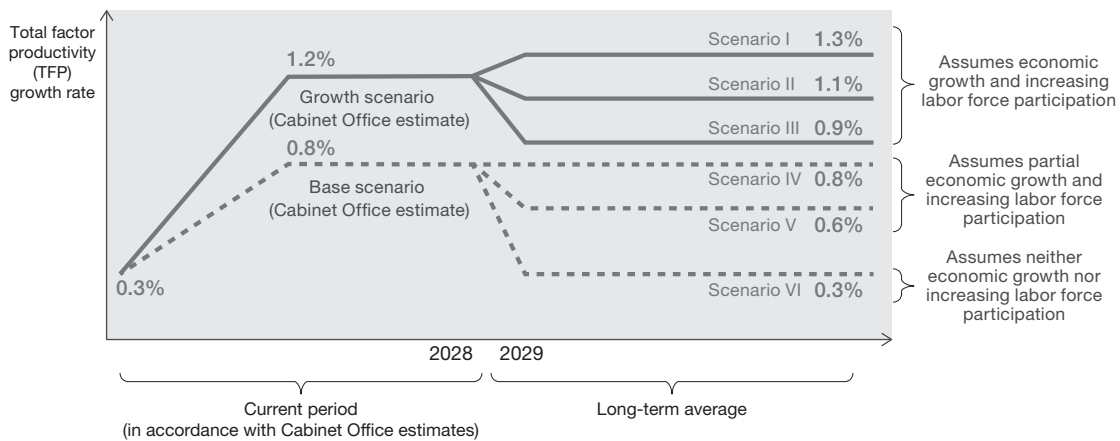 Total factor
productivity
(TFP)
growth rate
1.2%
Growth scenario
(Cabinet Office estimate)
0.8%
Base scenario
(Cabinet Office estimate)
0.3%
Scenario I 1.3%
Scenario II 1.1%
Scenario III 0.9%
Scenario IV 0.8%
Scenario V 0.6%
Scenario VI 0.3%
Assumes economic
growth and increasing
labor force participation
Assumes partial
economic growth and
increasing labor force
participation
Assumes neither
economic growth nor
increasing labor force
participation
2028 2029
Current period
(in accordance with Cabinet Office estimates)
Long-term average